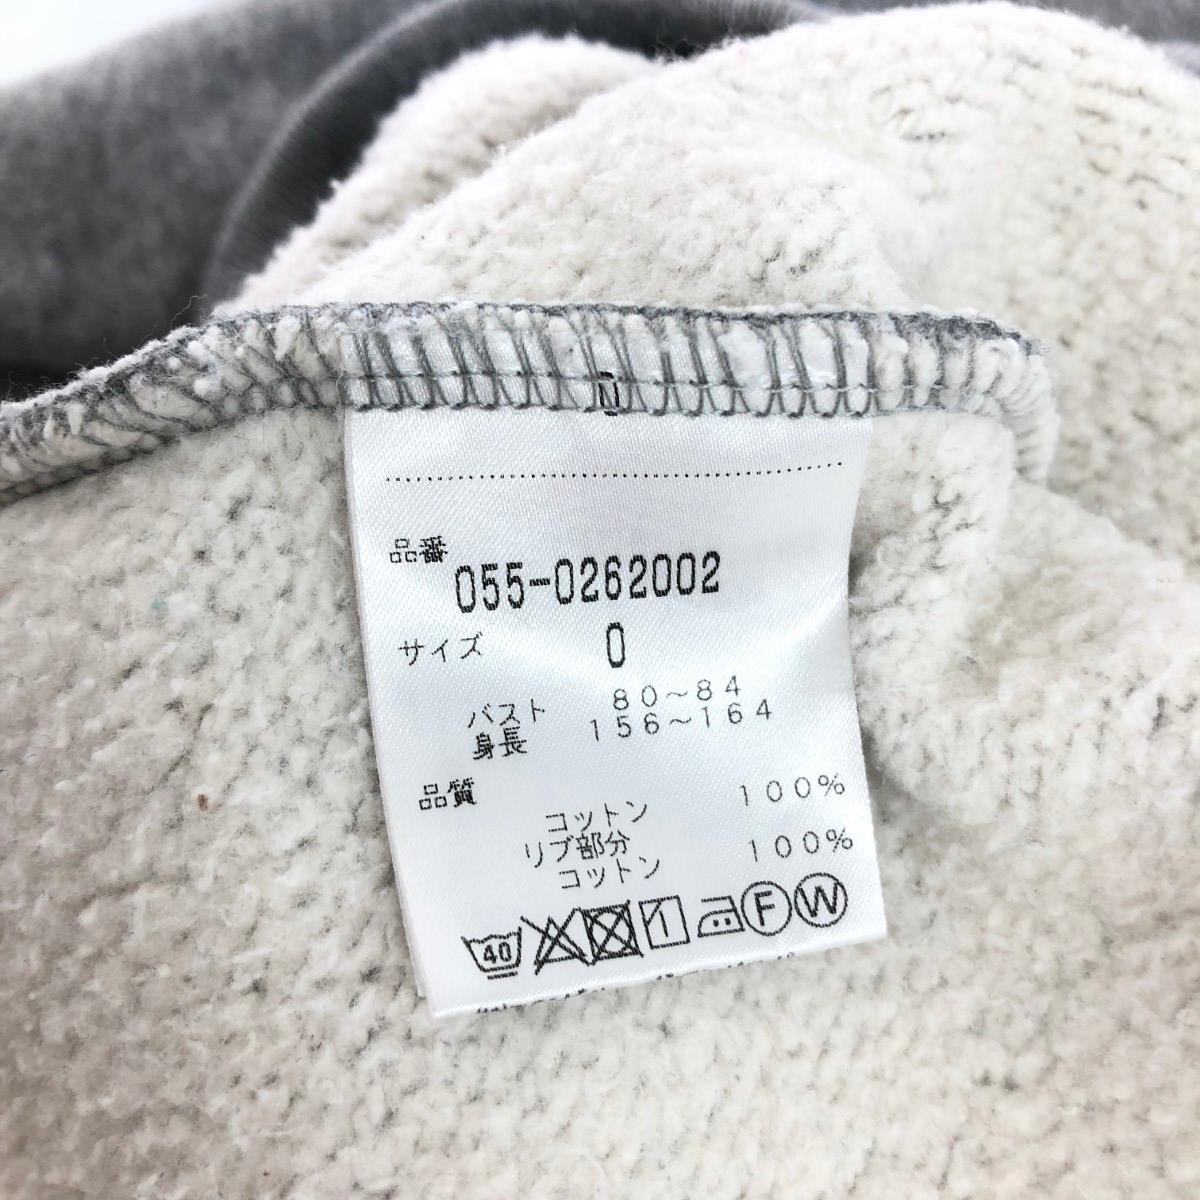 品番
055-0262002
サイズ 0
バスト 80~84
身長 156~164
品質
コットン 100%
リブ部分
コットン 100%
40 F W